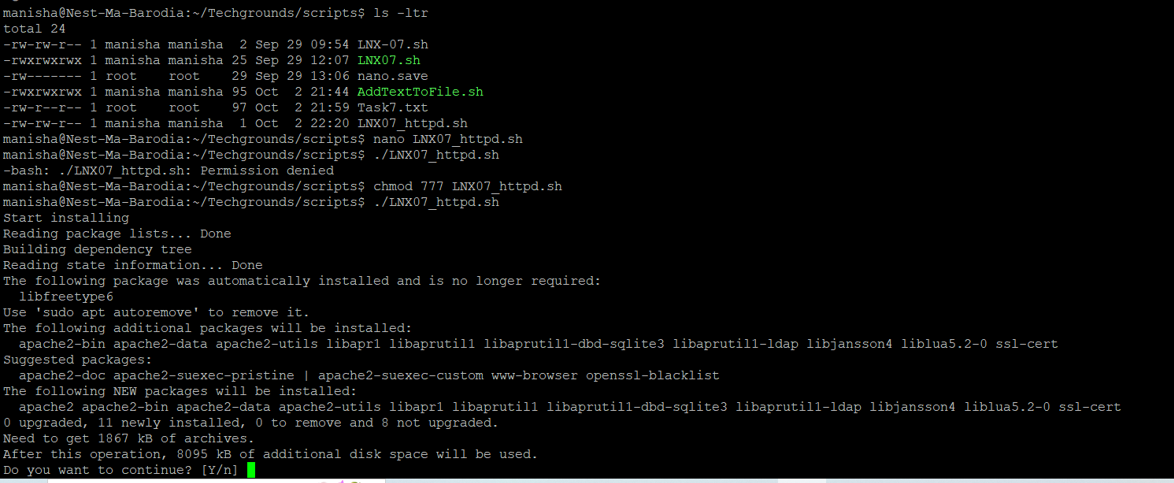 manisha@Nest-Ma-Barodia:~/Techgrounds/scripts$ ls -ltr
total 24
-rw-rw-r-- 1 manisha manisha  2 Sep 29 09:54 LNX-07.sh
-rwxrwxrwx 1 manisha manisha 25 Sep 29 12:07 LNX07.sh
-rw------- 1 root    root    29 Sep 29 13:06 nano.save
-rwxrwxrwx 1 manisha manisha 95 Oct  2 21:44 AddTextToFile.sh
-rw-r--r-- 1 root    root    97 Oct  2 21:59 Task7.txt
-rw-rw-r-- 1 manisha manisha  1 Oct  2 22:20 LNX07_httpd.sh
manisha@Nest-Ma-Barodia:~/Techgrounds/scripts$ nano LNX07_httpd.sh
manisha@Nest-Ma-Barodia:~/Techgrounds/scripts$ ./LNX07_httpd.sh
-bash: ./LNX07_httpd.sh: Permission denied
manisha@Nest-Ma-Barodia:~/Techgrounds/scripts$ chmod 777 LNX07_httpd.sh
manisha@Nest-Ma-Barodia:~/Techgrounds/scripts$ ./LNX07_httpd.sh
Start installing
Reading package lists... Done
Building dependency tree
Reading state information... Done
The following package was automatically installed and is no longer required:
  libfreetype6
Use 'sudo apt autoremove' to remove it.
The following additional packages will be installed:
  apache2-bin apache2-data apache2-utils libapr1 libaprutil1 libaprutil1-dbd-sqlite3 libaprutil1-ldap libjansson4 liblua5.2-0 ssl-cert
Suggested packages:
  apache2-doc apache2-suexec-pristine | apache2-suexec-custom www-browser openssl-blacklist
The following NEW packages will be installed:
  apache2 apache2-bin apache2-data apache2-utils libapr1 libaprutil1 libaprutil1-dbd-sqlite3 libaprutil1-ldap libjansson4 liblua5.2-0 ssl-cert
0 upgraded, 11 newly installed, 0 to remove and 8 not upgraded.
Need to get 1867 kB of archives.
After this operation, 8095 kB of additional disk space will be used.
Do you want to continue? [Y/n]